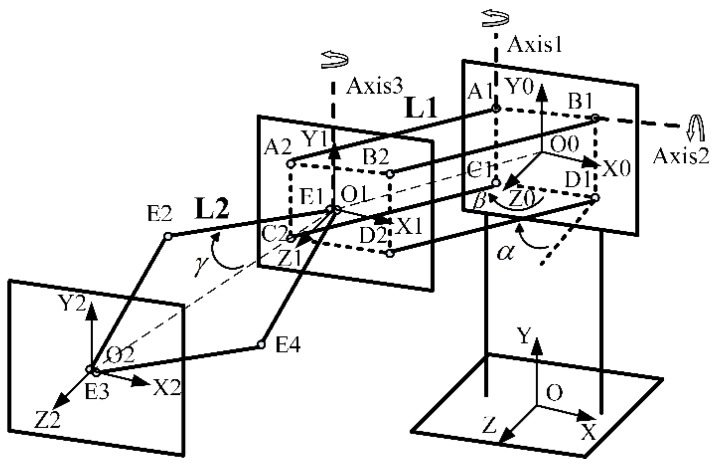 Axis1
Axis3
L1
Y0
A1
B1
Axis2
A2
Y1
B2
O0
X0
C1
D1
Z0
β
E1
O1
E2
L2
X1
C2
D2
Z1
α
γ
Y2
O2
E4
Y
X2
E3
O
Z2
Z
X